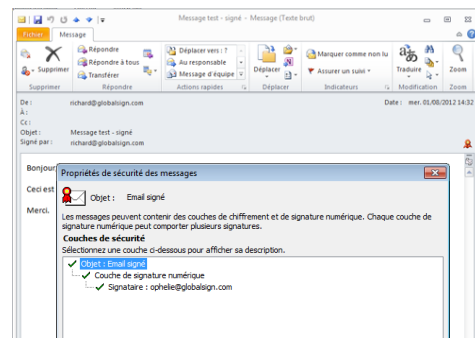 Message test - signé - Message (Texte brut)
Fichier Message
Supprimer
Répondre
Répondre à tous
Transférer
Déplacer vers : ?
Au responsable
Message d'équipe
Déplacer
Marquer comme non lu
Assurer un suivi
Traduire
Zoom
Supprimer Répondre Actions rapides Déplacer Indicateurs Modification Zoom
De : richard@globalsign.com Date : mer. 01/08/2012 14:32
À :
Cc :
Objet : Message test - signé
Signé par : richard@globalsign.com
Bonjour
Ceci est
Merci.
Propriétés de sécurité des messages
Objet : Email signé
Les messages peuvent contenir des couches de chiffrement et de signature numérique. Chaque couche de
signature numérique peut comporter plusieurs signatures.
Couches de sécurité
Sélectionnez une couche ci-dessous pour afficher sa description.
Objet : Email signé
Couche de signature numérique
Signataire : ophelie@globalsign.com